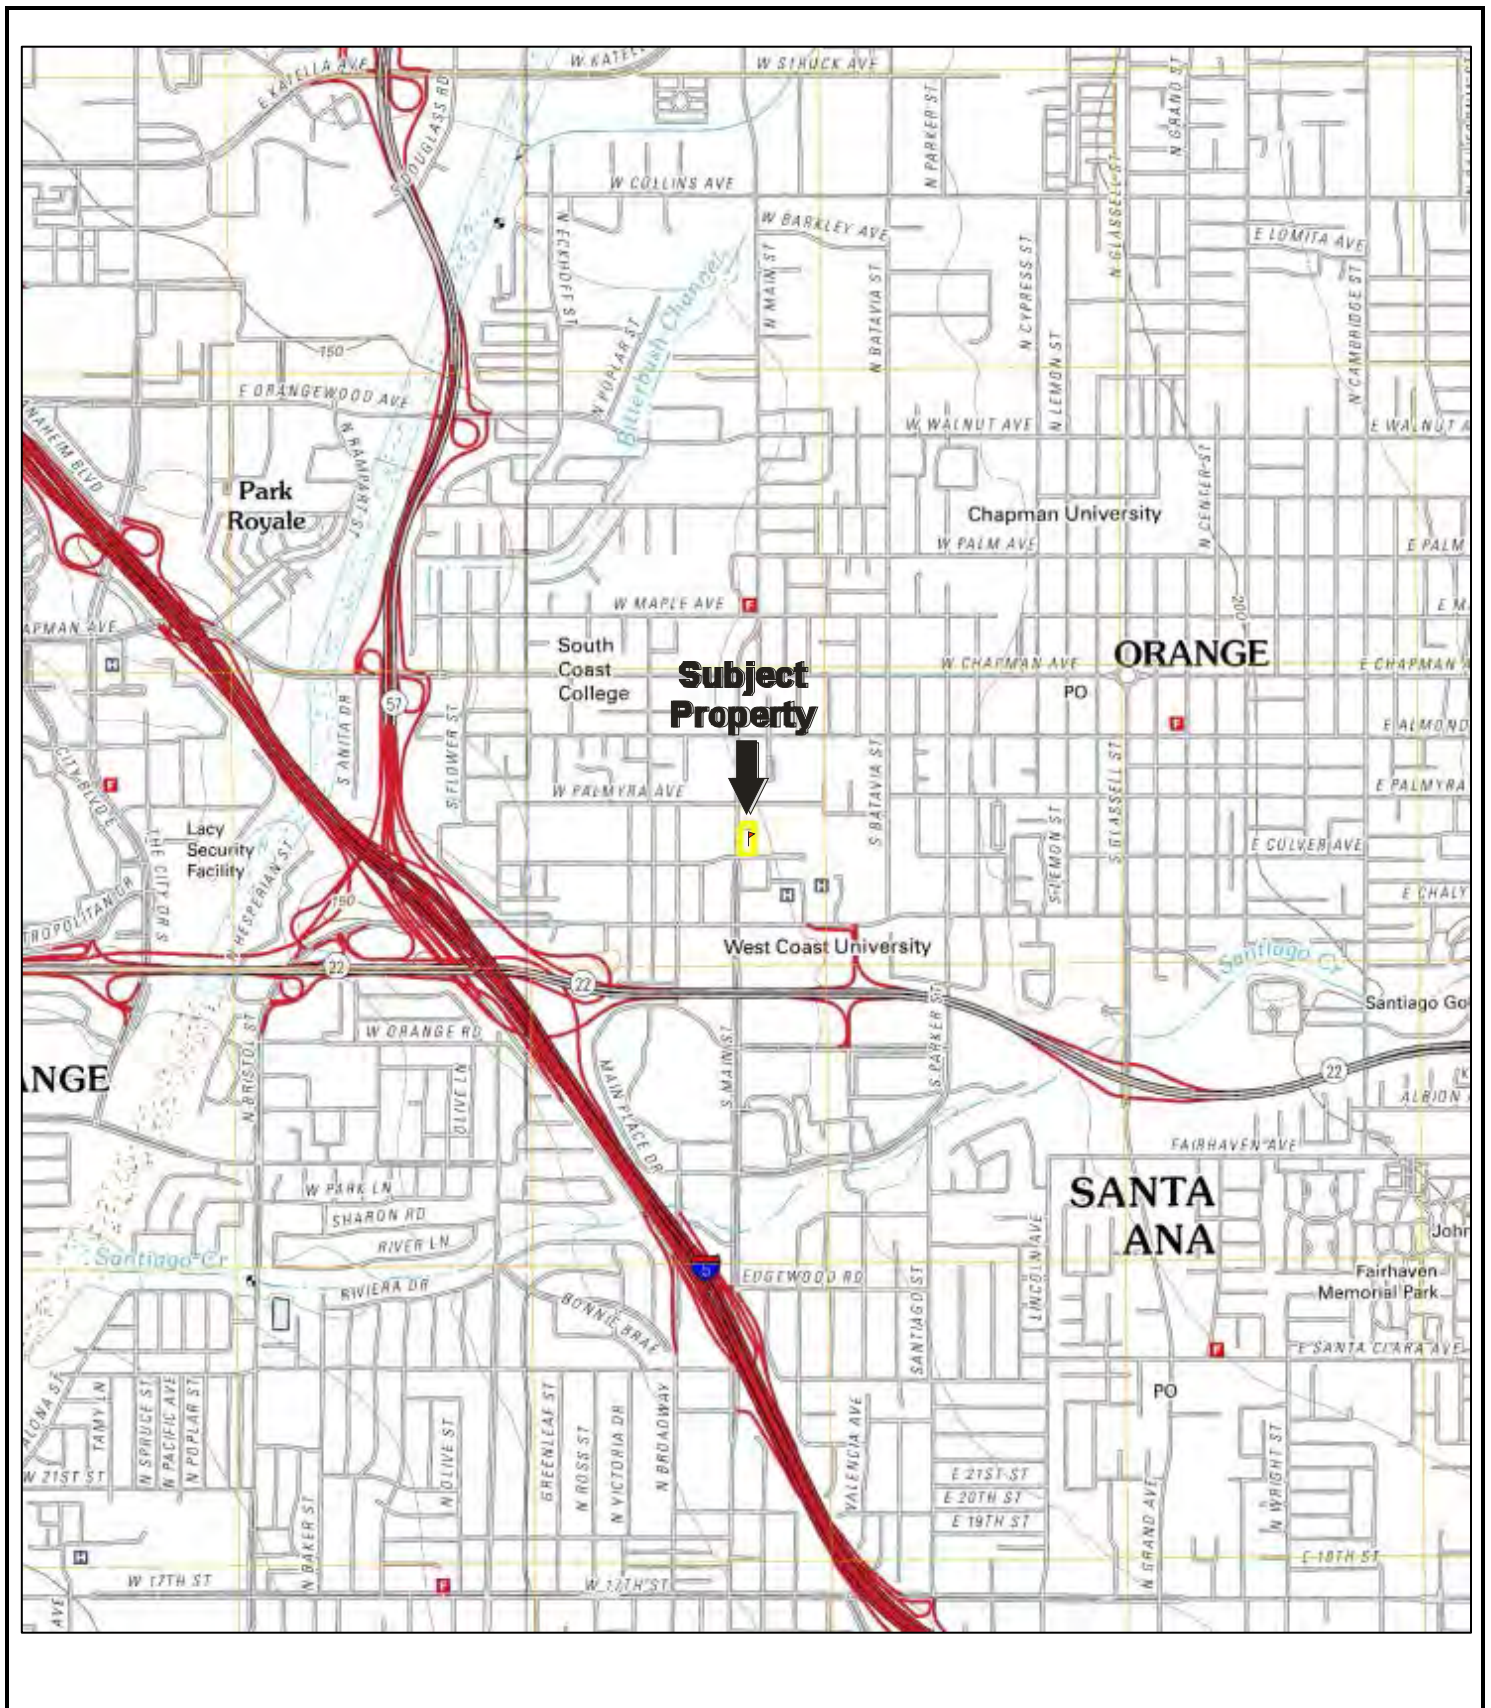 E KATELLA AVE
W KATEL
W STRUCK AVE
S DOUGLASS RD
N PARKER ST
N GRAND ST
W COLLINS AVE
N GLASSELL ST
N ECKHOFF ST
W BARKLEY AVE
E LOMITA AVE
N MAIN ST
N BATAVIA ST
N CYPRESS ST
N CAMBRIDGE ST
Bitterbush Channel
N POPLAR ST
N LEMON ST
150
E ORANGEWOOD AVE
NAHEIM BLVD
N RAMPART ST
W WALNUT AVE
E WALNUT A
N CENTER ST
Park
Royale
Chapman University
W PALM AVE
E PALM
W MAPLE AVE
F
E M
200
APMAN AVE
H
South
Coast
College
Subject
Property
W CHAPMAN AVE
ORANGE
E CHAPMAN A
PO
57
S ANITA DR
S FLOWER ST
F
E ALMOND
CITY BLVD E
F
W PALMYRA AVE
S BATAVIA ST
S GLASSELL ST
E PALMYRA
THE CITY DR S
Lacy
Security
Facility
N HESPERIAN ST
S LEMON ST
E CULVER AVE
TROPOLITAN DR
150
H
H
E CHALY
West Coast University
Santiago Cr
22
22
S PARKER ST
Santiago Go
W ORANGE RD
ANGE
N BRISTOL ST
OLIVE LN
MAIN PLACE DR
S MAIN ST
22
ALBION
FAIRHAVEN AVE
W PARK LN
SHARON RD
RIVER LN
SANTA
ANA
John
Santiago Cr
RIVIERA DR
5
EDGEWOOD RD
SANTIAGO ST
LINCOLN AVE
Fairhaven
Memorial Park
BONNIE BRAE
F
E SANTA CLARA AVE
PO
TAMY LN
N SPRUCE ST
N PACIFIC AVE
N POPLAR ST
W 21ST ST
N OLIVE ST
GREENLEAF ST
N ROSS ST
N VICTORIA DR
N BROADWAY
VALENCIA AVE
E 21ST ST
E 20TH ST
E 19TH ST
N GRAND AVE
N WRIGHT ST
N BAKER ST
H
E 18TH ST
W 17TH ST
F
W 17TH ST
AVE